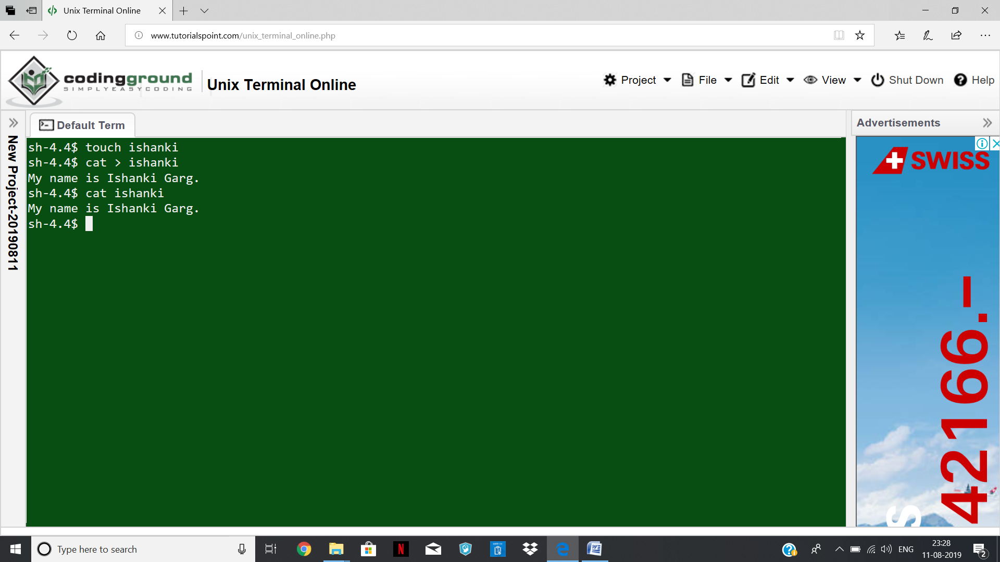 Unix Terminal Online
www.tutorialspoint.com/unix_terminal_online.php
codingground
SIMPLYEASYCODING
Unix Terminal Online
Project
File
Edit
View
Shut Down
Help
New Project-20190811
Default Term
Advertisements
sh-4.4$ touch ishanki
sh-4.4$ cat > ishanki
My name is Ishanki Garg.
sh-4.4$ cat ishanki
My name is Ishanki Garg.
sh-4.4$
SWISS
42166.–
S
Type here to search
N
W
ENG
23:28
11-08-2019
2